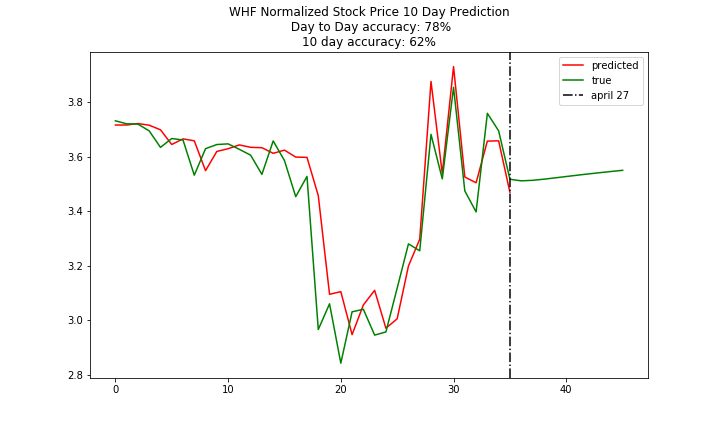 WHF Normalized Stock Price 10 Day Prediction
Day to Day accuracy: 78%
10 day accuracy: 62%
predicted
true
april 27
3.8
3.6
3.4
3.2
3.0
2.8
0 10 20 30 40